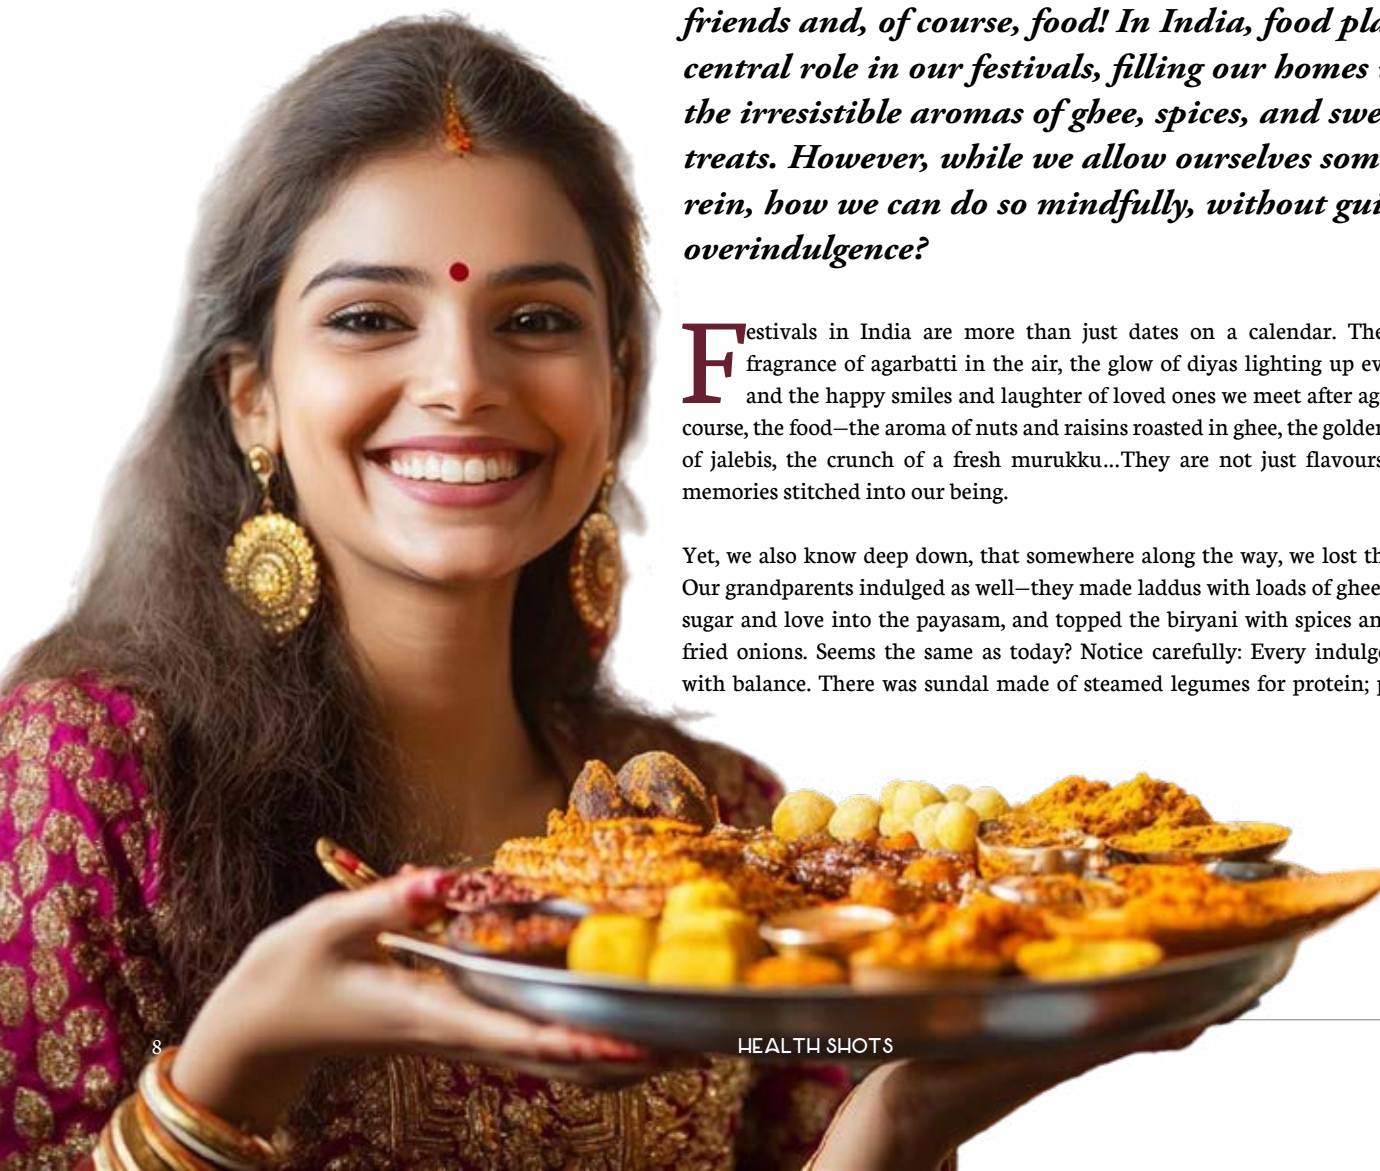 friends and, of course, food! In India, food pla
central role in our festivals, filling our homes
the irresistible aromas of ghee, spices, and swe
treats. However, while we allow ourselves som
rein, how we can do so mindfully, without gui
overindulgence?
Festivals in India are more than just dates on a calendar. The
fragrance of agarbatti in the air, the glow of diyas lighting up ev
and the happy smiles and laughter of loved ones we meet after ag
course, the food—the aroma of nuts and raisins roasted in ghee, the golden
of jalebis, the crunch of a fresh murukku...They are not just flavours
memories stitched into our being.
Yet, we also know deep down, that somewhere along the way, we lost th
Our grandparents indulged as well—they made laddus with loads of ghee
sugar and love into the payasam, and topped the biryani with spices an
fried onions. Seems the same as today? Notice carefully: Every indulge
with balance. There was sundal made of steamed legumes for protein; p
8
HEALTH SHOTS